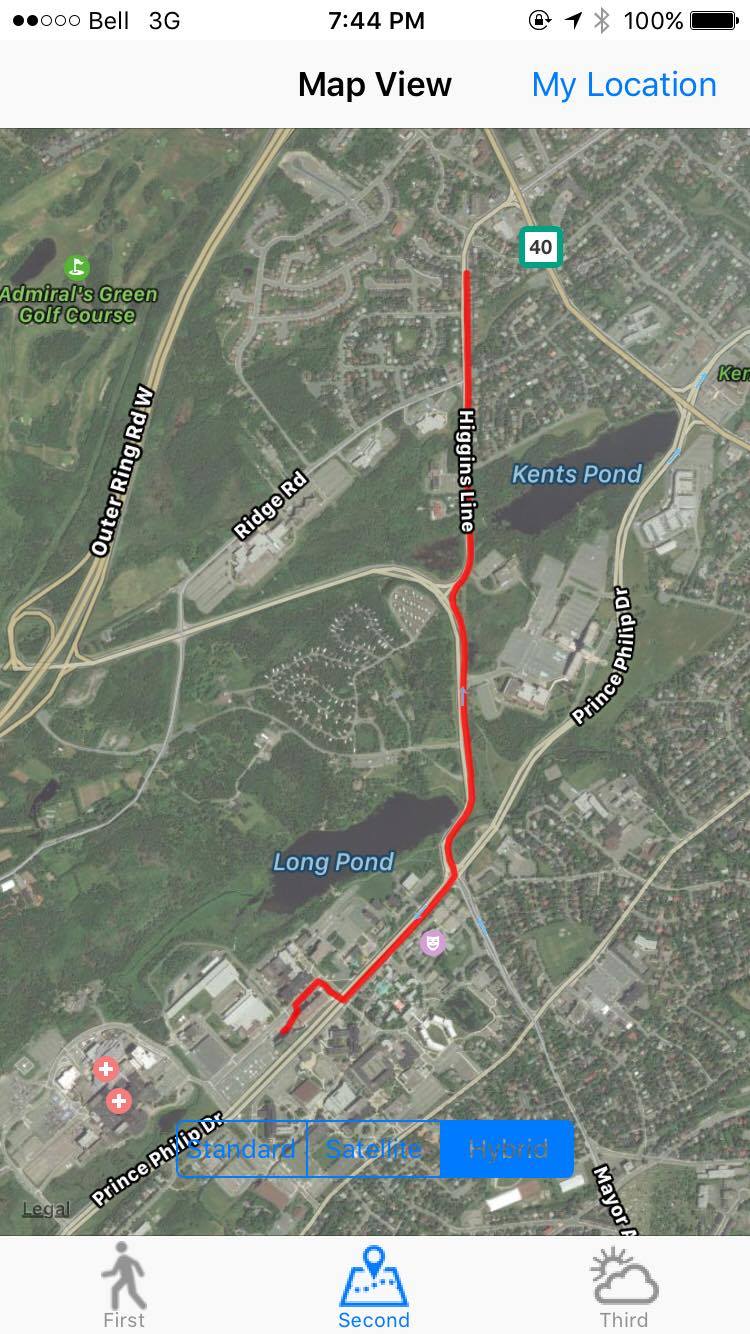 Bell 3G 7:44 PM 100%
Map View My Location
40
Admiral's Green
Golf Course
Ken
Outer Ring Rd W
Higgins Line
Kents Pond
Ridge Rd
Prince Philip Dr
Long Pond
Prince Philip Dr
Standard Satellite Hybrid
Mayor A
Legal
First Second Third